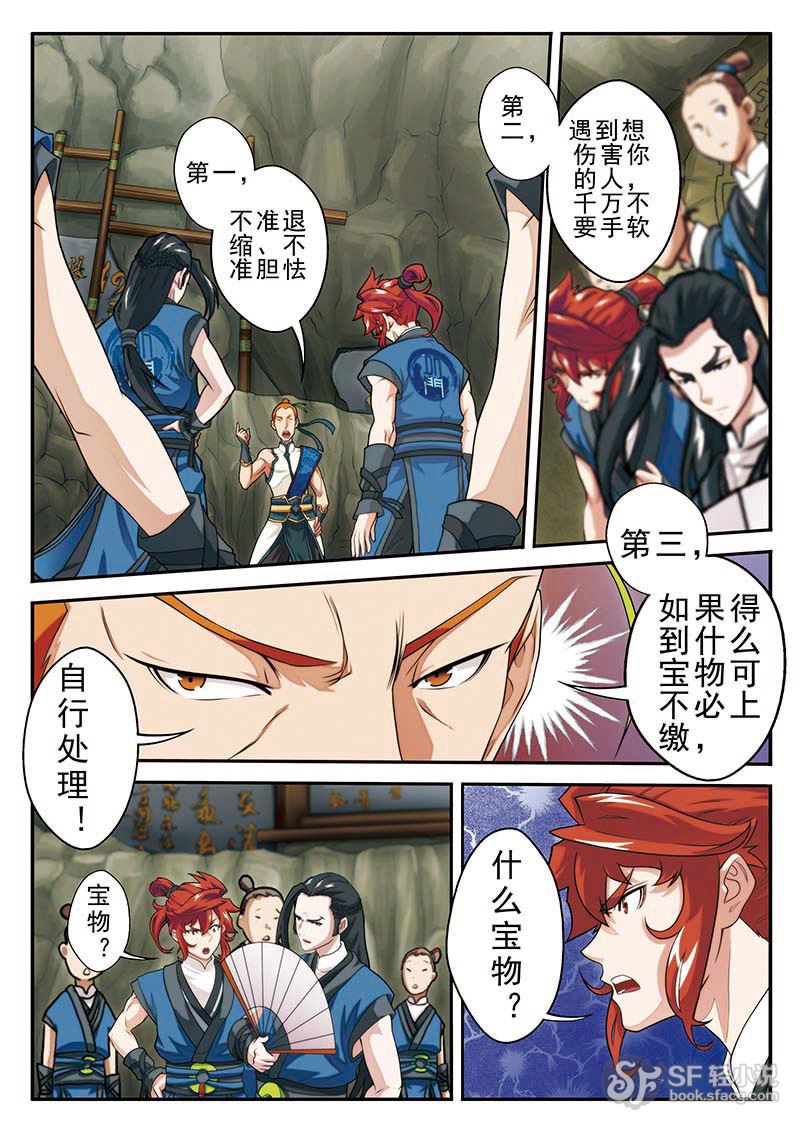 第一，
不准退
缩、不
准胆怯
第二，
遇到想
伤害你
的人，
千万不
要手软
第三，
如果得
到什么
宝物可
不必上
缴，
自行处理！
宝物？
什么宝物？
SF轻小说
book.sfacg.com